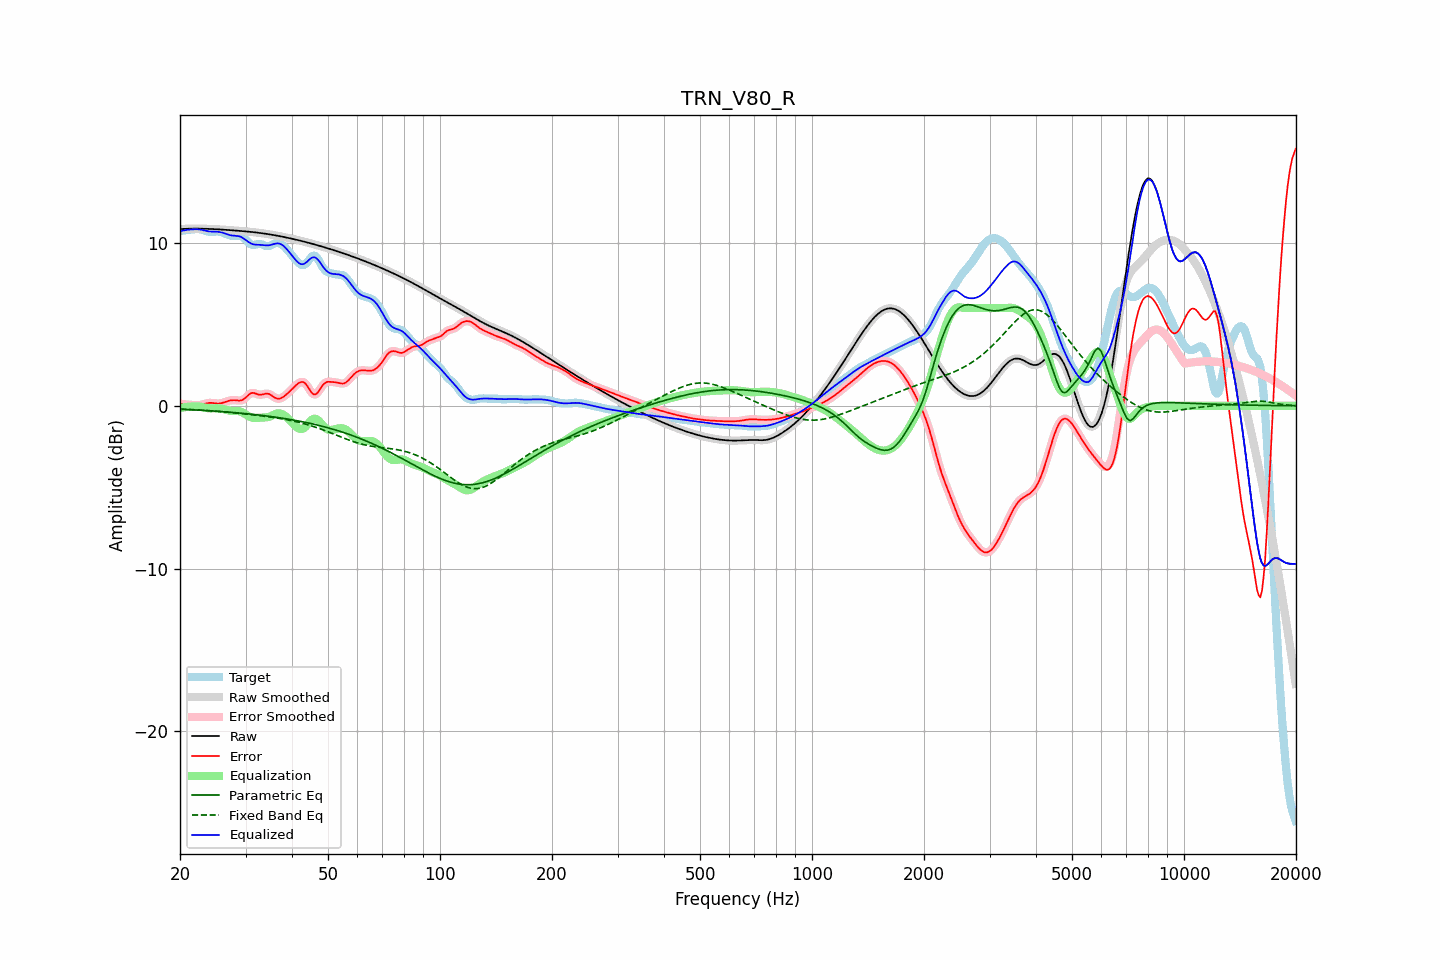 TRN_V80_R
Amplitude (dBr)
10
0
−10
−20
Target
Raw Smoothed
Error Smoothed
Raw
Error
Equalization
Parametric Eq
Fixed Band Eq
Equalized
20 50 100 200 500 1000 2000 5000 10000 20000
Frequency (Hz)